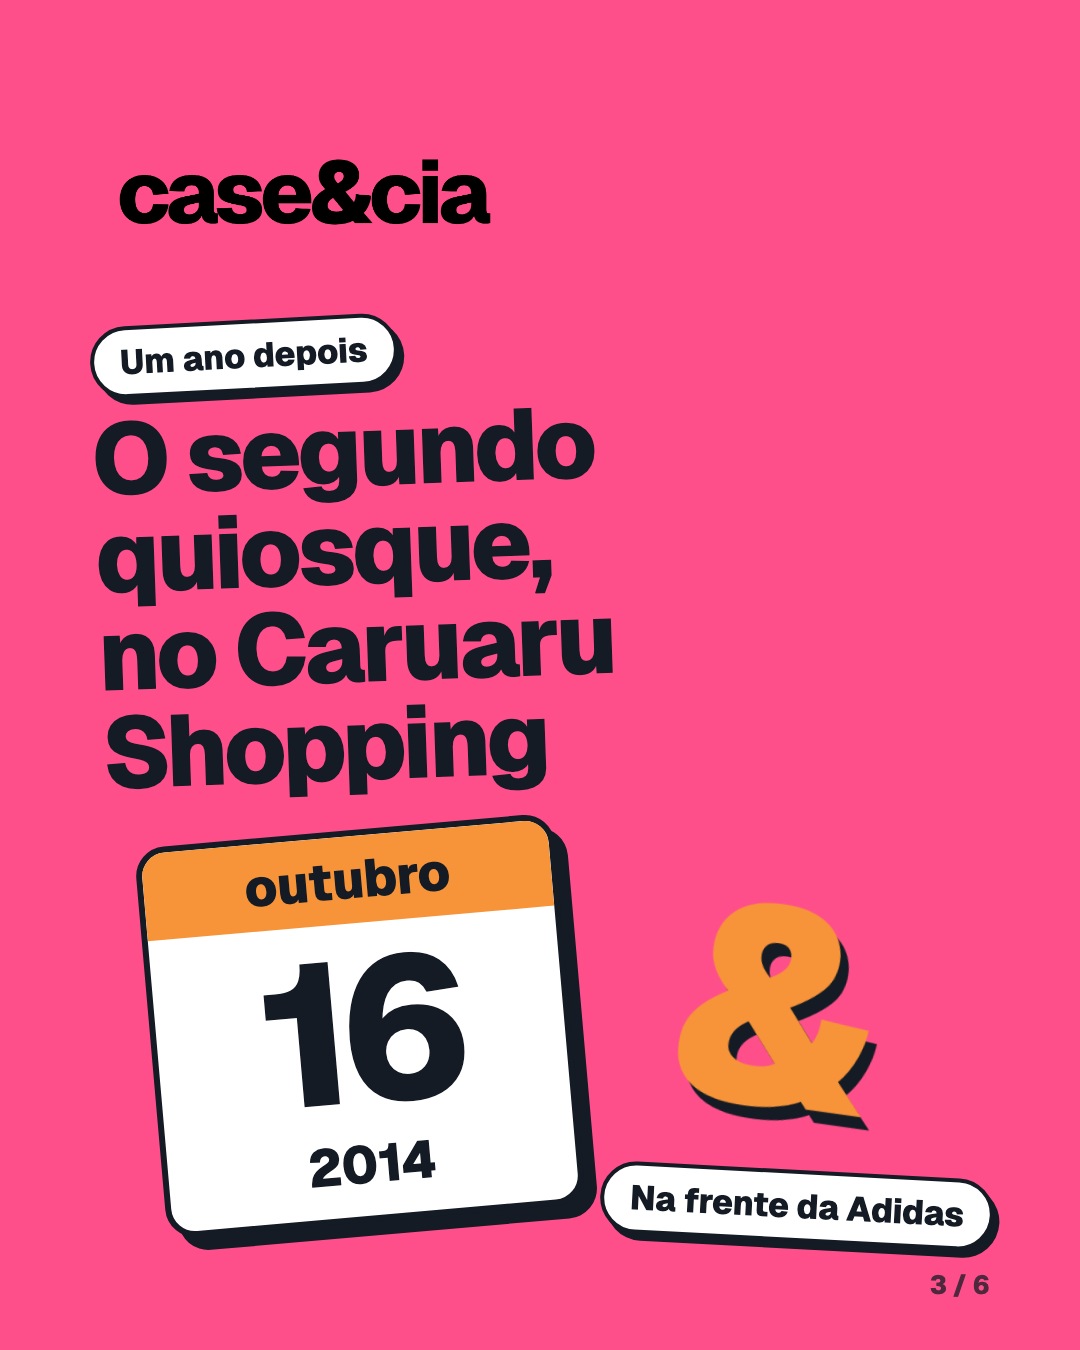 case&cia
Um ano depois
O segundo
quiosque,
no Caruaru
Shopping
outubro
16
2014
&
Na frente da Adidas
3 / 6